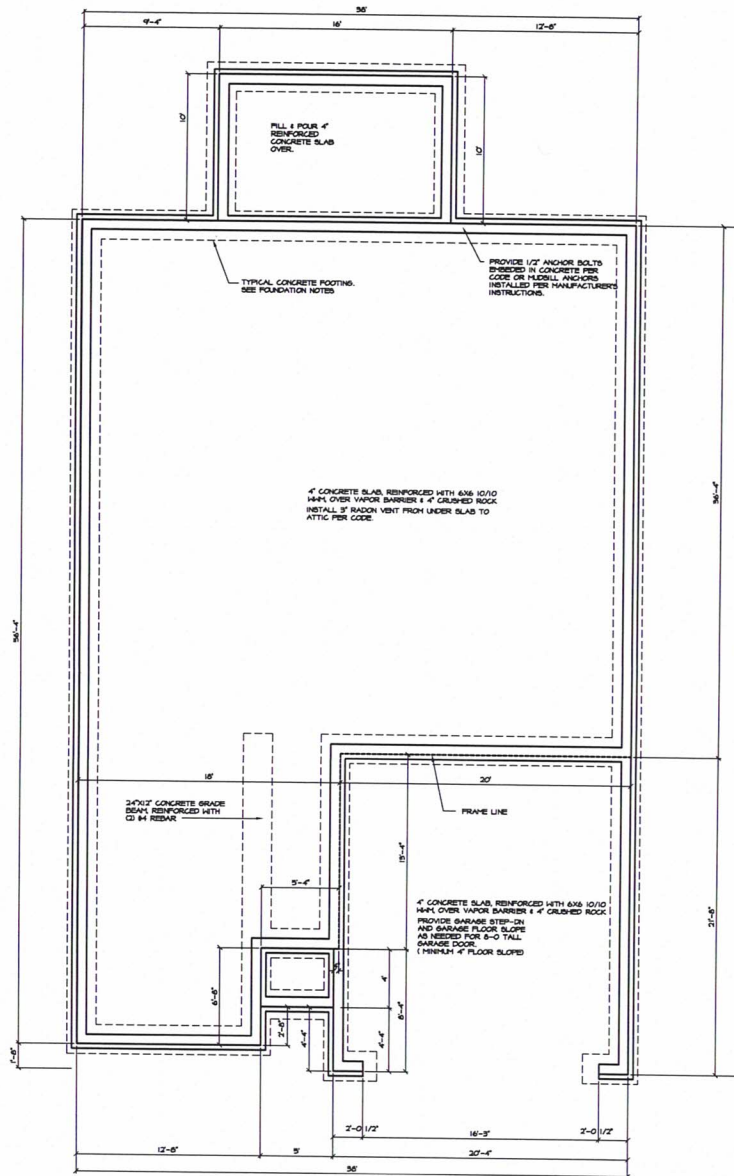 38'
9'-4"
16'
12'-8"
10'
10'
FILL & POUR 4"
REINFORCED
CONCRETE SLAB
OVER.
TYPICAL CONCRETE FOOTING.
SEE FOUNDATION NOTES
PROVIDE 1/2" ANCHOR BOLTS
EMBEDED IN CONCRETE PER
CODE OR MUDSILL ANCHORS
INSTALLED PER MANUFACTURER'S
INSTRUCTIONS.
4" CONCRETE SLAB, REINFORCED WITH 6X6 10/10
WWM, OVER VAPOR BARRIER & 4" CRUSHED ROCK
INSTALL 3" RADON VENT FROM UNDER SLAB TO
ATTIC PER CODE.
36'-4"
56'-4"
18'
20'
24"X12" CONCRETE GRADE
BEAM, REINFORCED WITH
(2) #4 REBAR
FRAME LINE
13'-4"
5'-4"
4" CONCRETE SLAB, REINFORCED WITH 6X6 10/10
WWM, OVER VAPOR BARRIER & 4" CRUSHED ROCK
PROVIDE GARAGE STEP-DN
AND GARAGE FLOOR SLOPE
AS NEEDED FOR 8-0 TALL
GARAGE DOOR.
( MINIMUM 4" FLOOR SLOPE)
21'-8"
6'-8"
4'
8'-4"
2'-8"
4'-4"
4'-4"
1'-8"
2'-0 1/2"
16'-3"
2'-0 1/2"
12'-8"
5'
20'-4"
38'